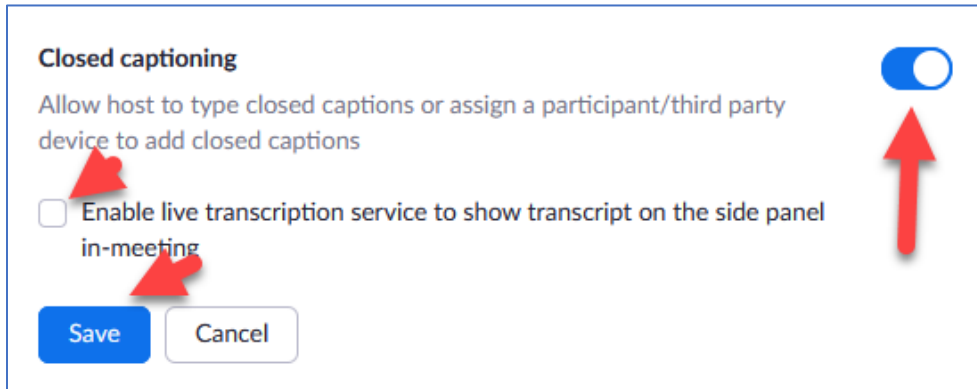 Closed captioning
Allow host to type closed captions or assign a participant/third party
device to add closed captions
Enable live transcription service to show transcript on the side panel
in-meeting
Save Cancel